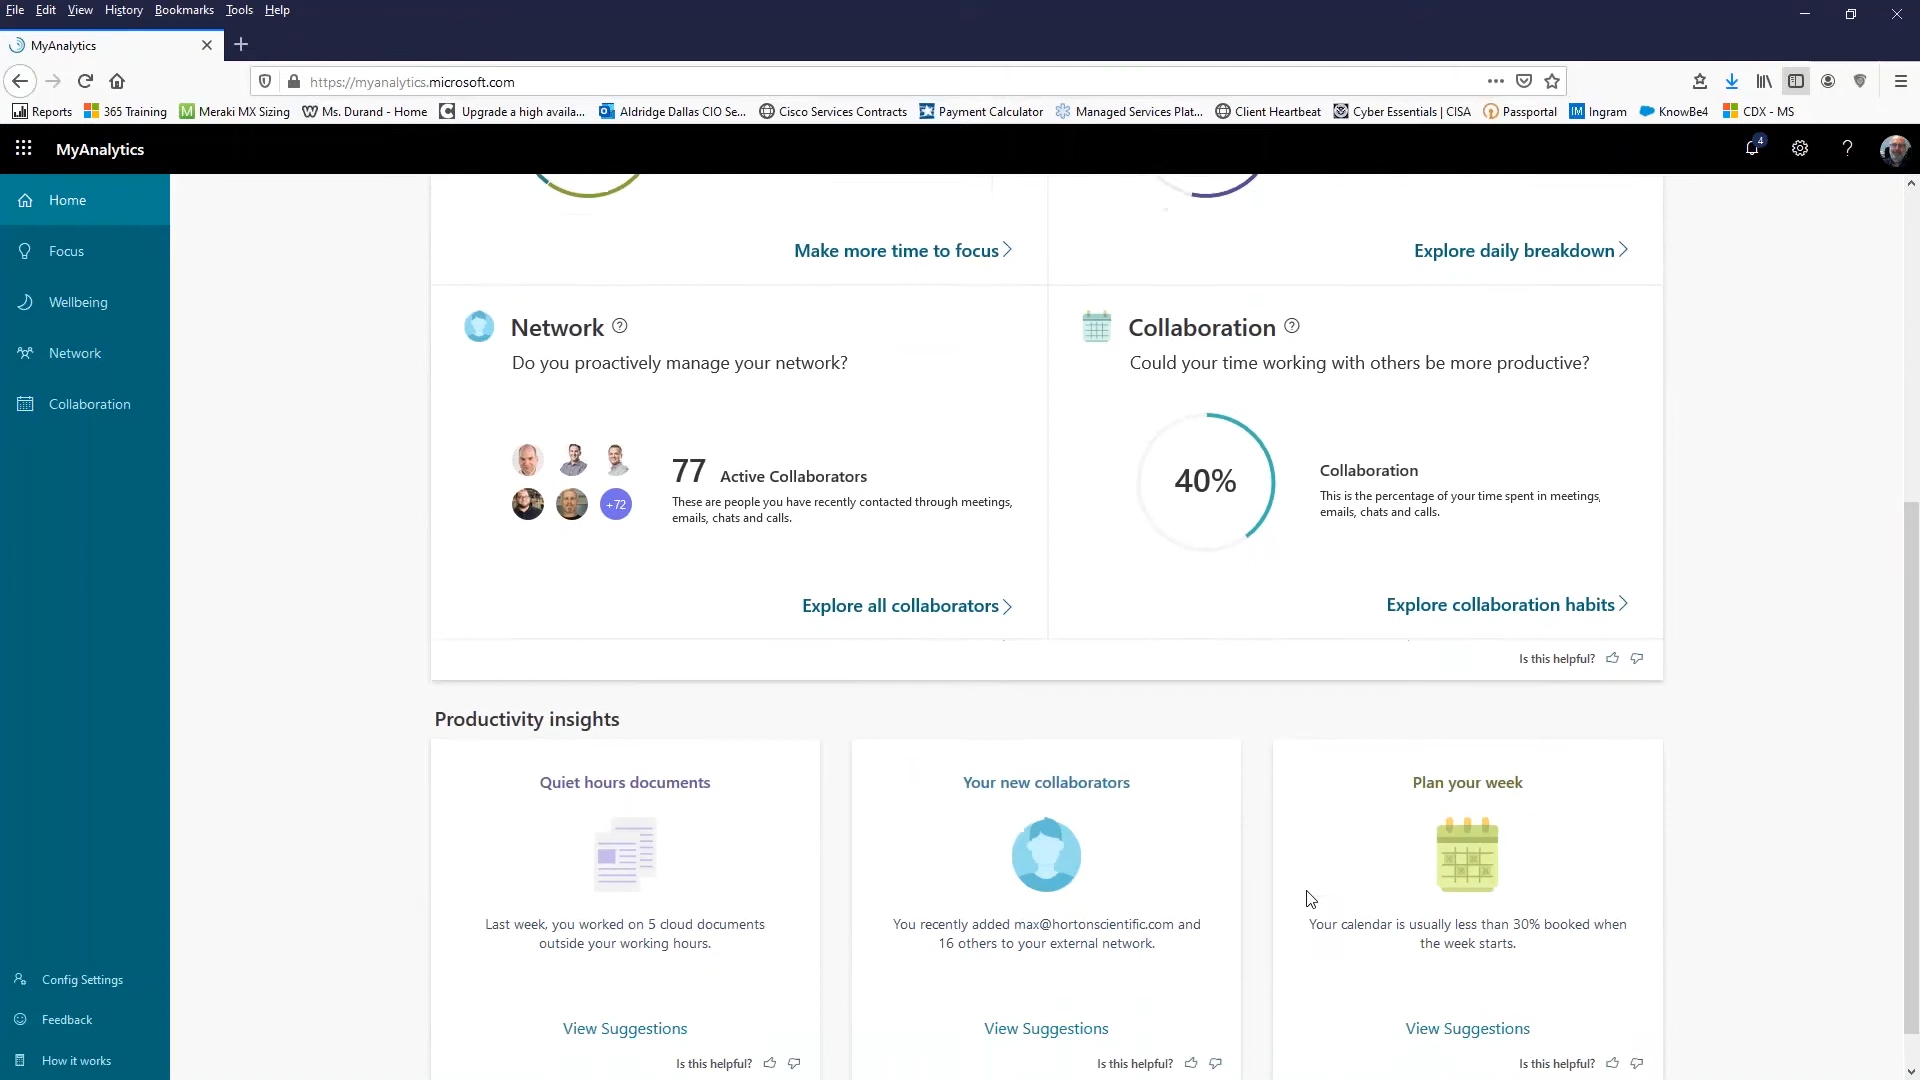 File Edit View History Bookmarks Tools Help
MyAnalytics
https://myanalytics.microsoft.com
Reports 365 Training Meraki MX Sizing Ms. Durand - Home Upgrade a high availa... Aldridge Dallas CIO Se... Cisco Services Contracts Payment Calculator Managed Services Plat... Client Heartbeat Cyber Essentials | CISA Passportal Ingram KnowBe4 CDX - MS
MyAnalytics
4
Home
Focus
Wellbeing
Network
Collaboration
Config Settings
Feedback
How it works
Make more time to focus
Explore daily breakdown
Network
Do you proactively manage your network?
+72
77 Active Collaborators
These are people you have recently contacted through meetings,
emails, chats and calls.
Explore all collaborators
Collaboration
Could your time working with others be more productive?
40%
Collaboration
This is the percentage of your time spent in meetings,
emails, chats and calls.
Explore collaboration habits
Is this helpful?
Productivity insights
Quiet hours documents
Last week, you worked on 5 cloud documents
outside your working hours.
View Suggestions
Is this helpful?
Your new collaborators
You recently added max@hortonscientific.com and
16 others to your external network.
View Suggestions
Is this helpful?
Plan your week
Your calendar is usually less than 30% booked when
the week starts.
View Suggestions
Is this helpful?